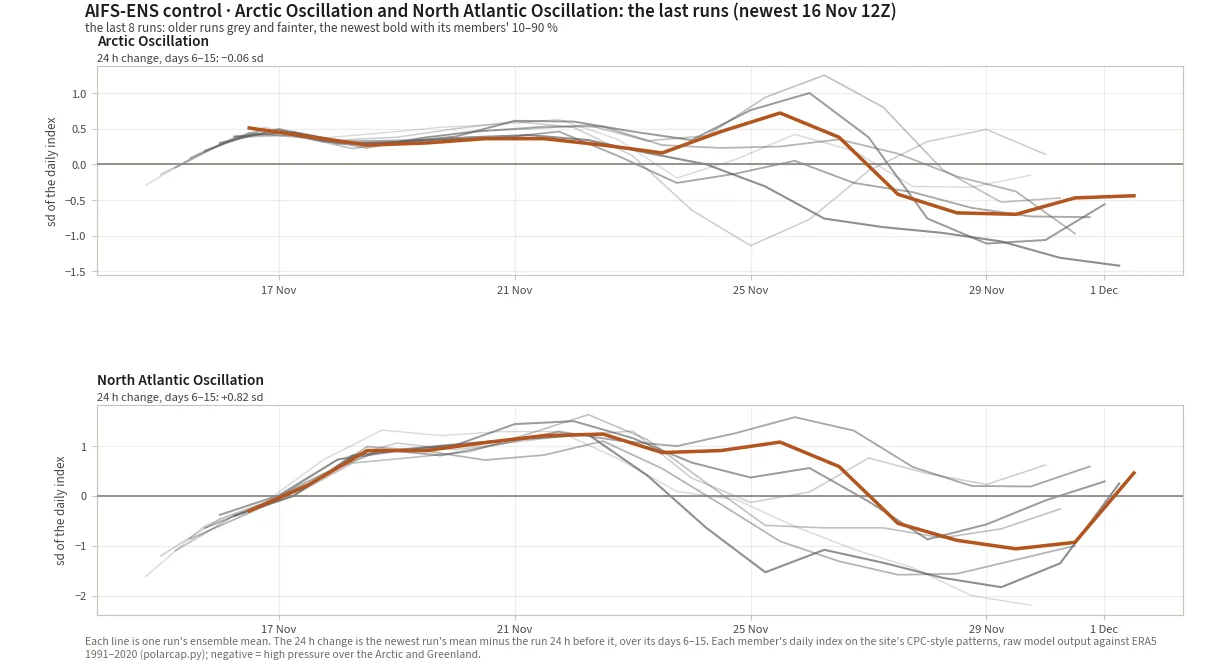 AIFS-ENS control · Arctic Oscillation and North Atlantic Oscillation: the last runs (newest 16 Nov 12Z)
the last 8 runs: older runs grey and fainter, the newest bold with its members' 10–90 %
Arctic Oscillation
24 h change, days 6–15: −0.06 sd
sd of the daily index
1.0
0.5
0.0
−0.5
−1.0
−1.5
17 Nov
21 Nov
25 Nov
29 Nov
1 Dec
North Atlantic Oscillation
24 h change, days 6–15: +0.82 sd
sd of the daily index
1
0
−1
−2
17 Nov
21 Nov
25 Nov
29 Nov
1 Dec
Each line is one run's ensemble mean. The 24 h change is the newest run's mean minus the run 24 h before it, over its days 6–15. Each member's daily index on the site's CPC-style patterns, raw model output against ERA5
1991–2020 (polarcap.py); negative = high pressure over the Arctic and Greenland.